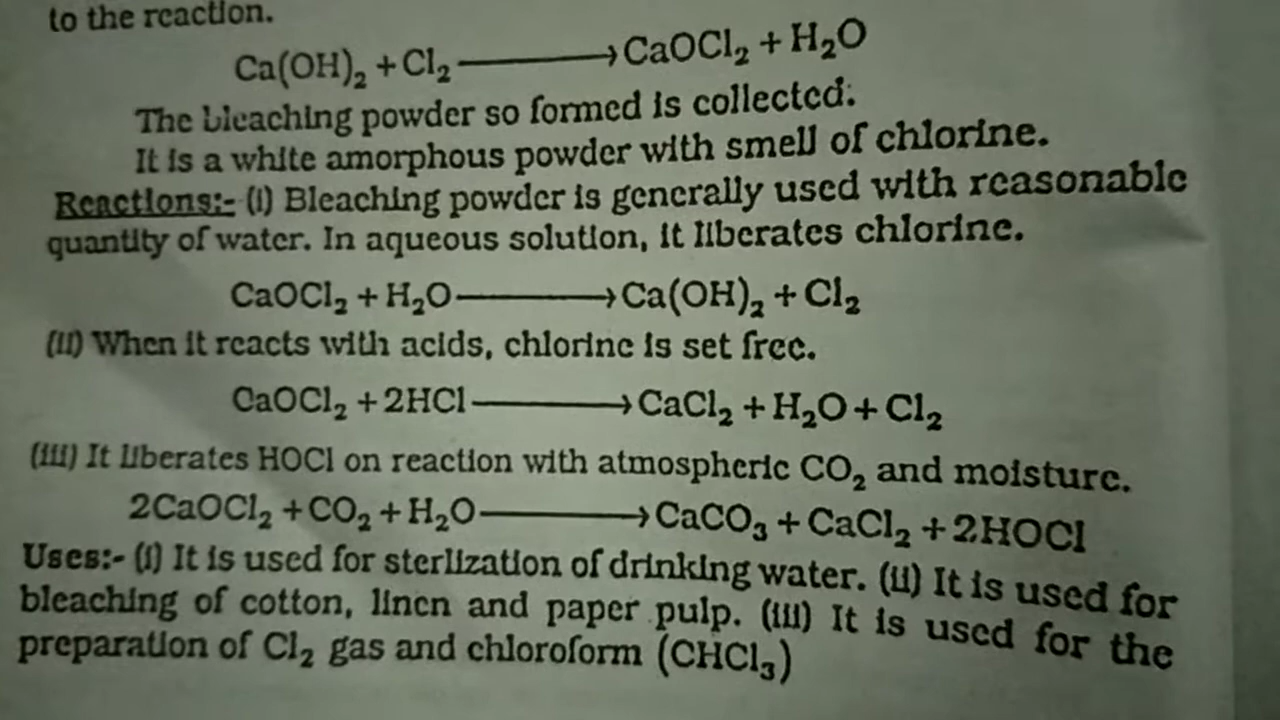 to the reaction.
Ca(OH)₂ + Cl₂ ⟶ CaOCl₂ + H₂O
The bleaching powder so formed is collected.
It is a white amorphous powder with smell of chlorine.
Reactions:- (i) Bleaching powder is generally used with reasonable
quantity of water. In aqueous solution, it liberates chlorine.
CaOCl₂ + H₂O ⟶ Ca(OH)₂ + Cl₂
(ii) When it reacts with acids, chlorine is set free.
CaOCl₂ + 2HCl ⟶ CaCl₂ + H₂O + Cl₂
(iii) It liberates HOCl on reaction with atmospheric CO₂ and moisture.
2CaOCl₂ + CO₂ + H₂O ⟶ CaCO₃ + CaCl₂ + 2HOCl
Uses:- (i) It is used for sterlization of drinking water. (ii) It is used for
bleaching of cotton, linen and paper pulp. (iii) It is used for the
preparation of Cl₂ gas and chloroform (CHCl₃)